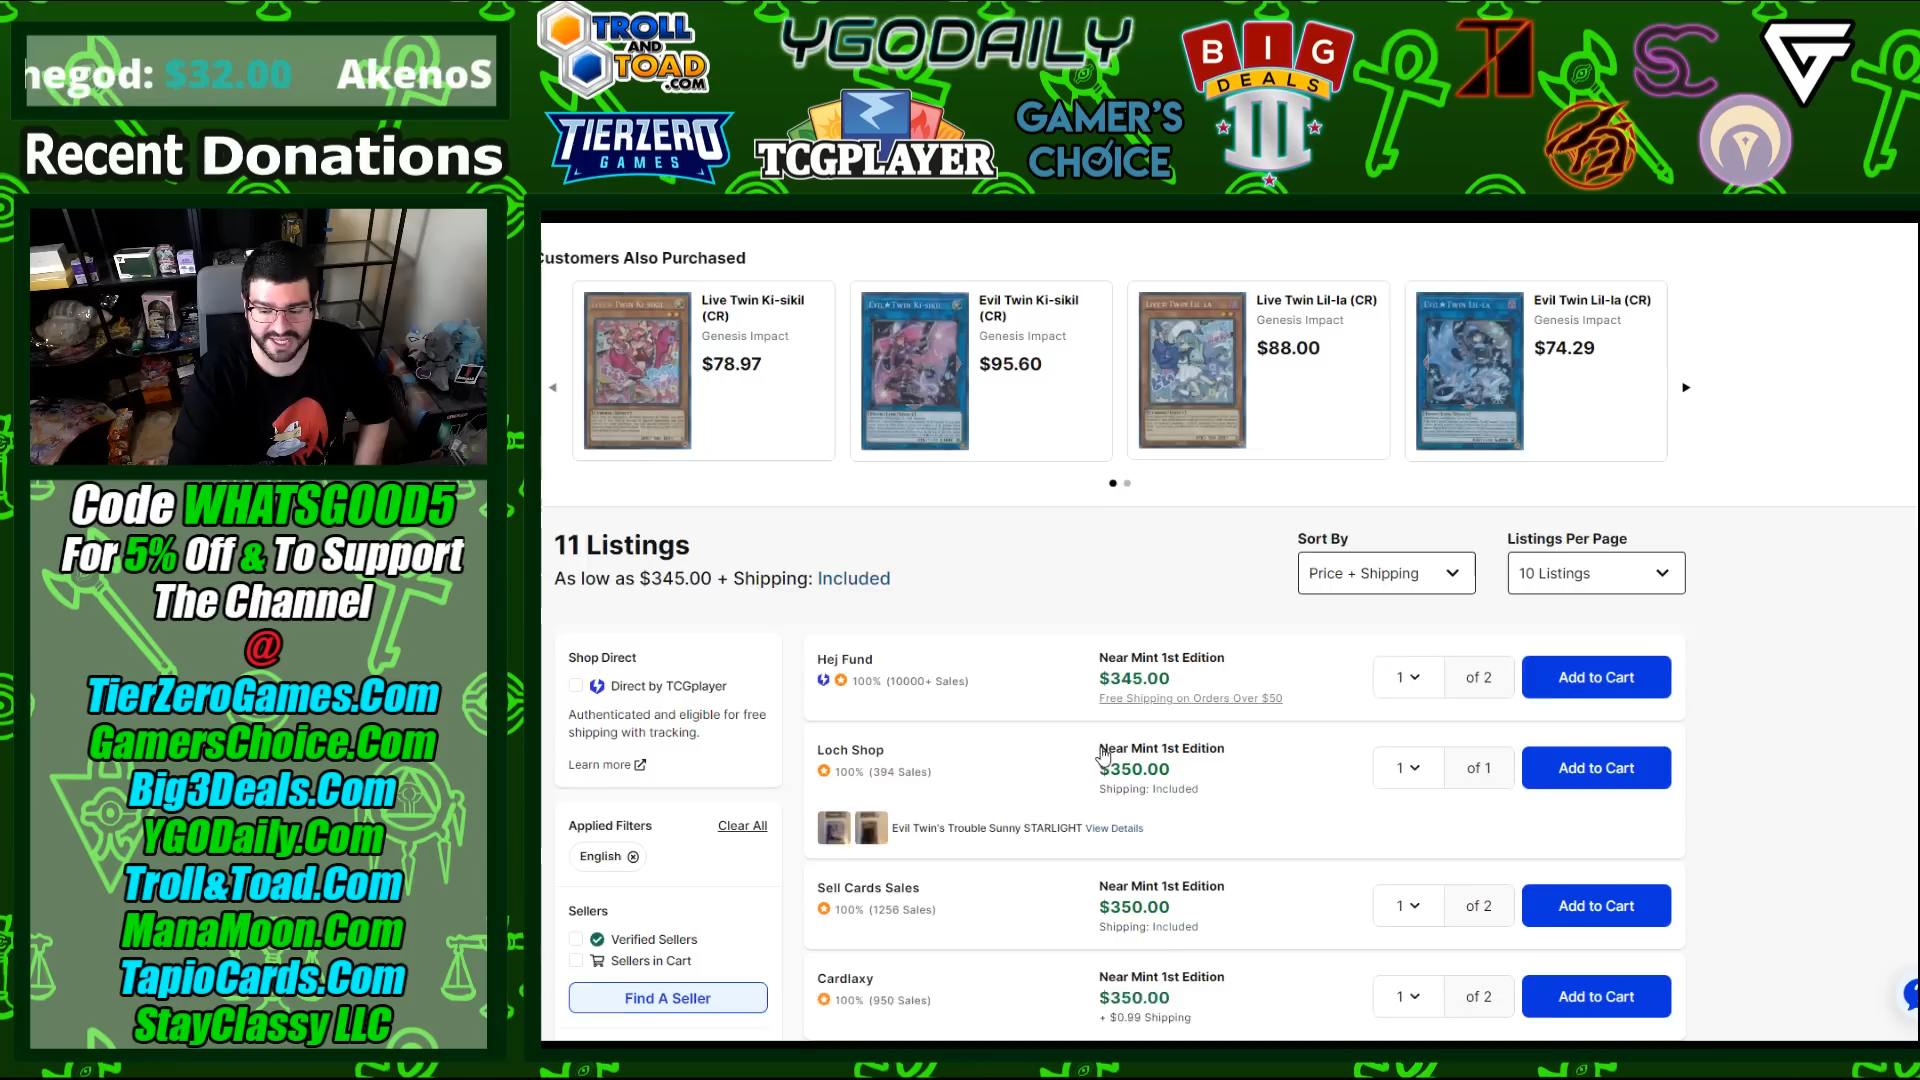 negod: $32.00 AkenoS
Recent Donations
TROLL
AND
TOAD
.COM
YGODAILY
BIG
DEALS
III
TIERZERO
GAMES
TCGPLAYER
GAMER'S
CHOICE
Customers Also Purchased
Live Twin Ki-sikil
(CR)
Genesis Impact
$78.97
Evil Twin Ki-sikil
(CR)
Genesis Impact
$95.60
Live Twin Lil-la (CR)
Genesis Impact
$88.00
Evil Twin Lil-la (CR)
Genesis Impact
$74.29
Code WHATSGOOD5
For 5% Off & To Support
The Channel
@
TierZeroGames.Com
GamersChoice.Com
Big3Deals.Com
YGODaily.Com
Troll&Toad.Com
ManaMoon.Com
TapioCards.Com
StayClassy LLC
11 Listings
As low as $345.00 + Shipping: Included
Sort By
Price + Shipping
Listings Per Page
10 Listings
Shop Direct
Direct by TCGplayer
Authenticated and eligible for free
shipping with tracking.
Learn more
Applied Filters Clear All
English
Sellers
Verified Sellers
Sellers in Cart
Find A Seller
Hej Fund
100% (10000+ Sales)
Near Mint 1st Edition
$345.00
Free Shipping on Orders Over $50
1 of 2 Add to Cart
Loch Shop
100% (394 Sales)
Near Mint 1st Edition
$350.00
Shipping: Included
1 of 1 Add to Cart
Evil Twin's Trouble Sunny STARLIGHT View Details
Sell Cards Sales
100% (1256 Sales)
Near Mint 1st Edition
$350.00
Shipping: Included
1 of 2 Add to Cart
Cardlaxy
100% (950 Sales)
Near Mint 1st Edition
$350.00
+ $0.99 Shipping
1 of 2 Add to Cart